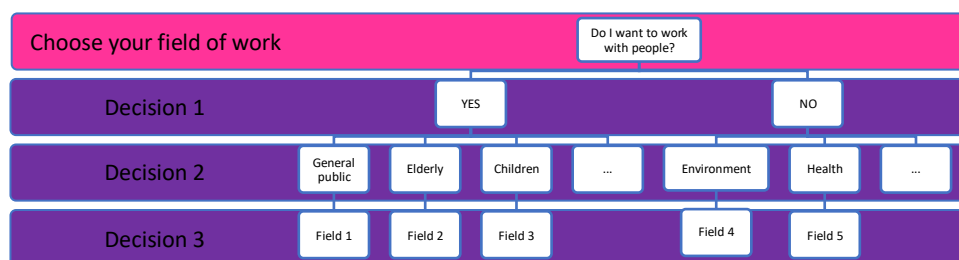 Choose your field of work
Do I want to work
with people?
Decision 1
YES
NO
Decision 2
General
public
Elderly
Children
...
Environment
Health
...
Decision 3
Field 1
Field 2
Field 3
Field 4
Field 5